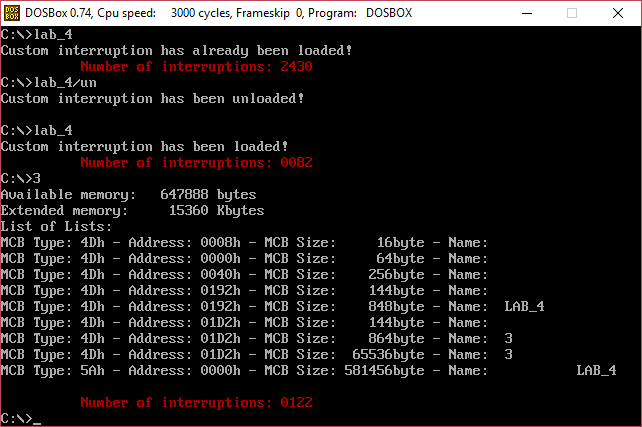 DOS BOX DOSBox 0.74, Cpu speed: 3000 cycles, Frameskip 0, Program: DOSBOX
C:\>lab_4
Custom interruption has already been loaded!
Number of interruptions: 2430
C:\>lab_4/un
Custom interruption has been unloaded!
C:\>lab_4
Custom interruption has been loaded!
Number of interruptions: 0082
C:\>3
Available memory: 647888 bytes
Extended memory: 15360 Kbytes
List of Lists:
MCB Type: 4Dh - Address: 0008h - MCB Size: 16byte - Name:
MCB Type: 4Dh - Address: 0000h - MCB Size: 64byte - Name:
MCB Type: 4Dh - Address: 0040h - MCB Size: 256byte - Name:
MCB Type: 4Dh - Address: 0192h - MCB Size: 144byte - Name:
MCB Type: 4Dh - Address: 0192h - MCB Size: 848byte - Name: LAB_4
MCB Type: 4Dh - Address: 01D2h - MCB Size: 144byte - Name:
MCB Type: 4Dh - Address: 01D2h - MCB Size: 864byte - Name: 3
MCB Type: 4Dh - Address: 01D2h - MCB Size: 65536byte - Name: 3
MCB Type: 5Ah - Address: 0000h - MCB Size: 581456byte - Name: LAB_4
Number of interruptions: 0122
C:\>_